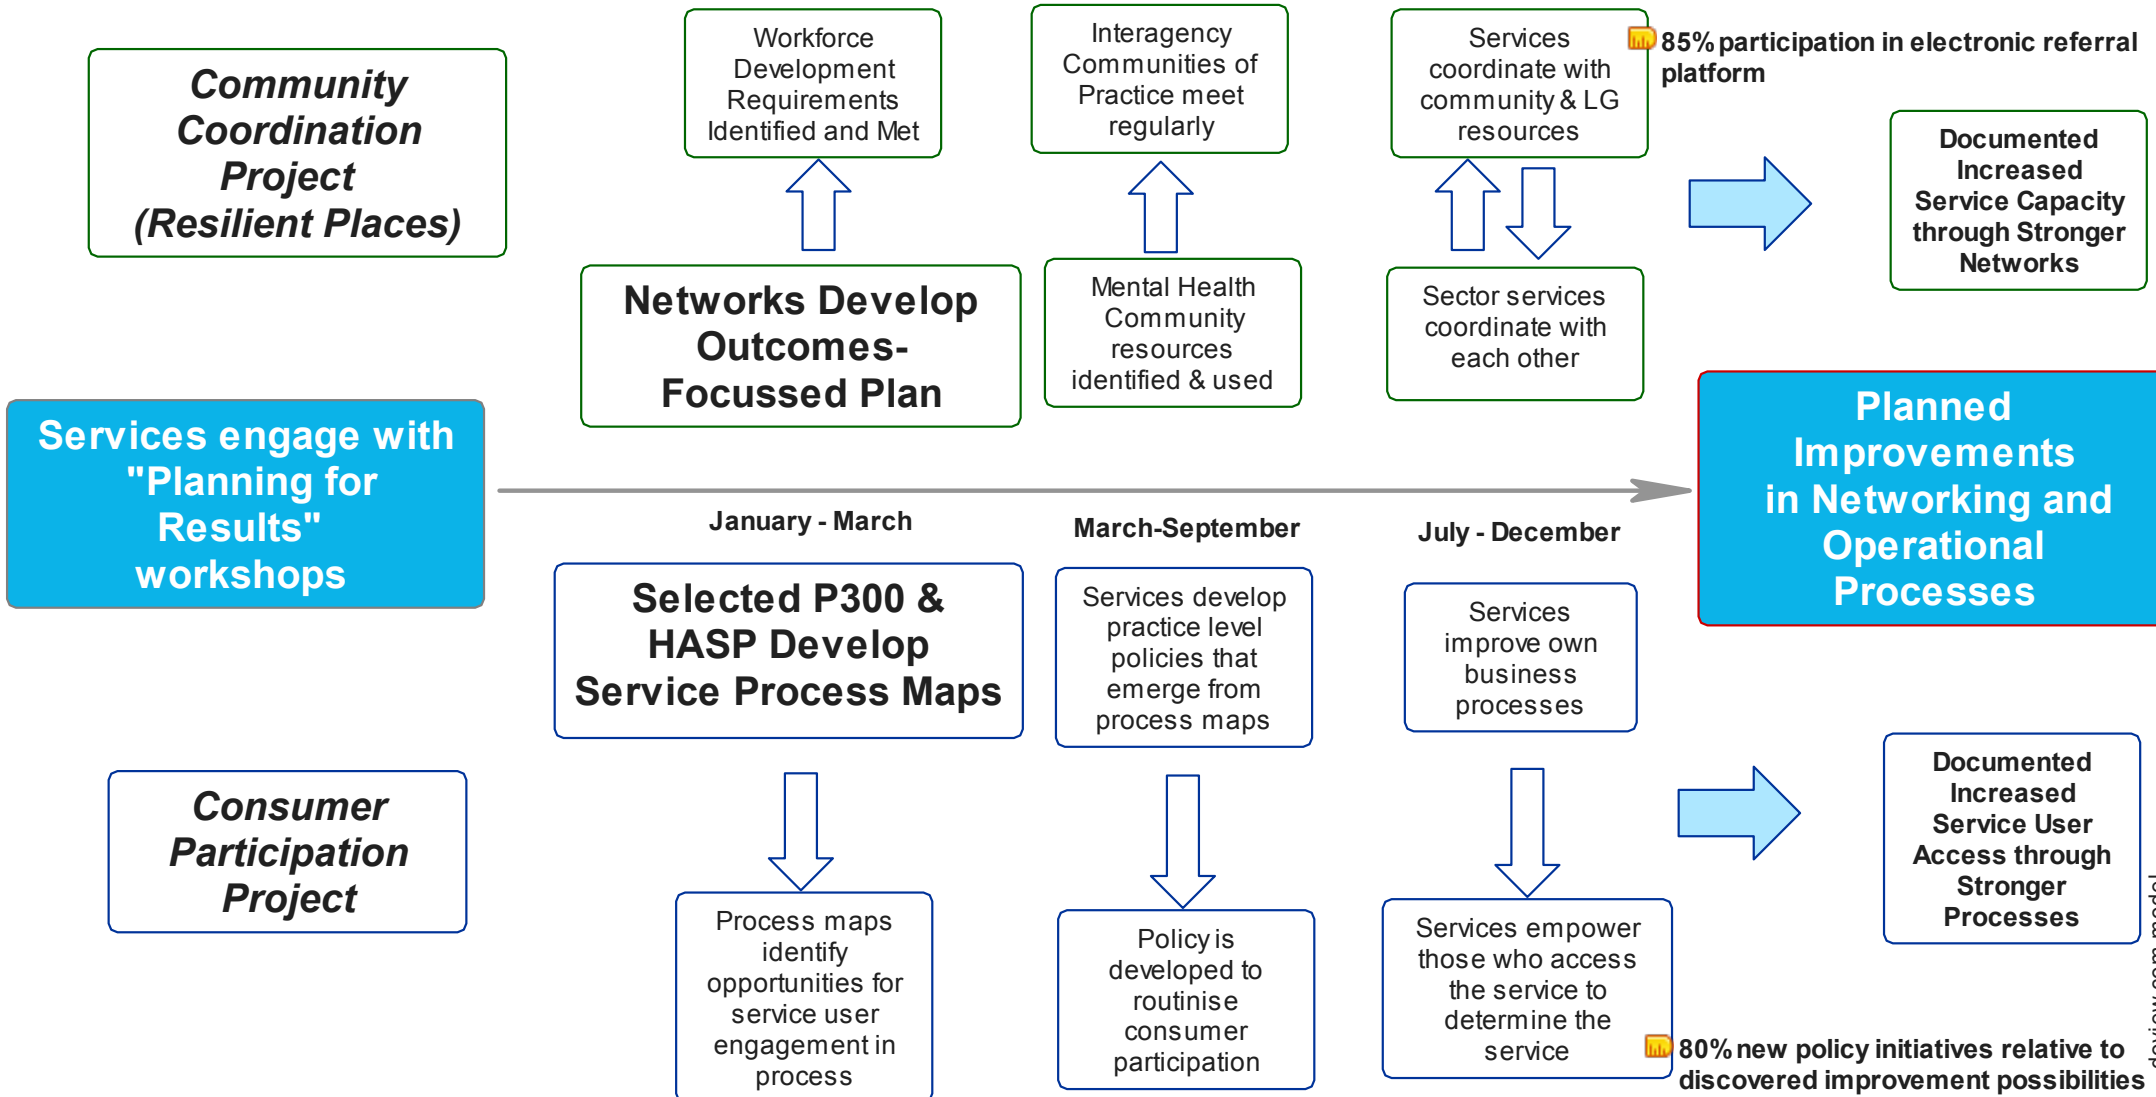 Community
Coordination
Project
(Resilient Places)
Workforce
Development
Requirements
Identified and Met
Interagency
Communities of
Practice meet
regularly
Services
coordinate with
community & LG
resources
85% participation in electronic referral
platform
Documented
Increased
Service Capacity
through Stronger
Networks
Networks Develop
Outcomes-
Focussed Plan
Mental Health
Community
resources
identified & used
Sector services
coordinate with
each other
Services engage with
"Planning for
Results"
workshops
Planned
Improvements
in Networking and
Operational
Processes
January - March
March-September
July - December
Selected P300 &
HASP Develop
Service Process Maps
Services develop
practice level
policies that
emerge from
process maps
Services
improve own
business
processes
Consumer
Participation
Project
Documented
Increased
Service User
Access through
Stronger
Processes
Process maps
identify
opportunities for
service user
engagement in
process
Policy is
developed to
routinise
consumer
participation
Services empower
those who access
the service to
determine the
service
80% new policy initiatives relative to
discovered improvement possibilities
model